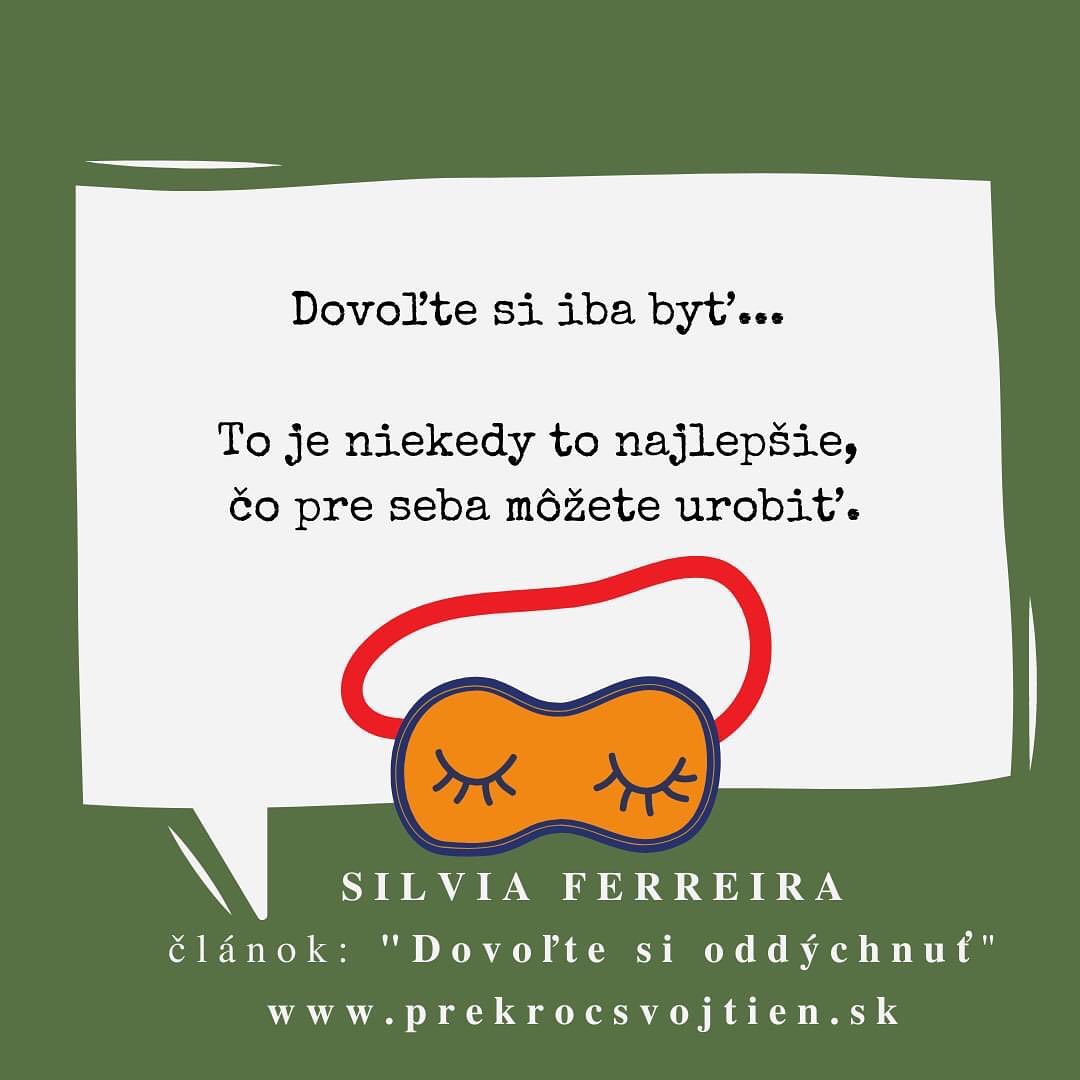 Dovoľte si iba byť...
To je niekedy to najlepšie,
čo pre seba môžete urobiť.
SILVIA FERREIRA
článok: "Dovoľte si oddýchnuť"
www.prekrocsvojtien.sk